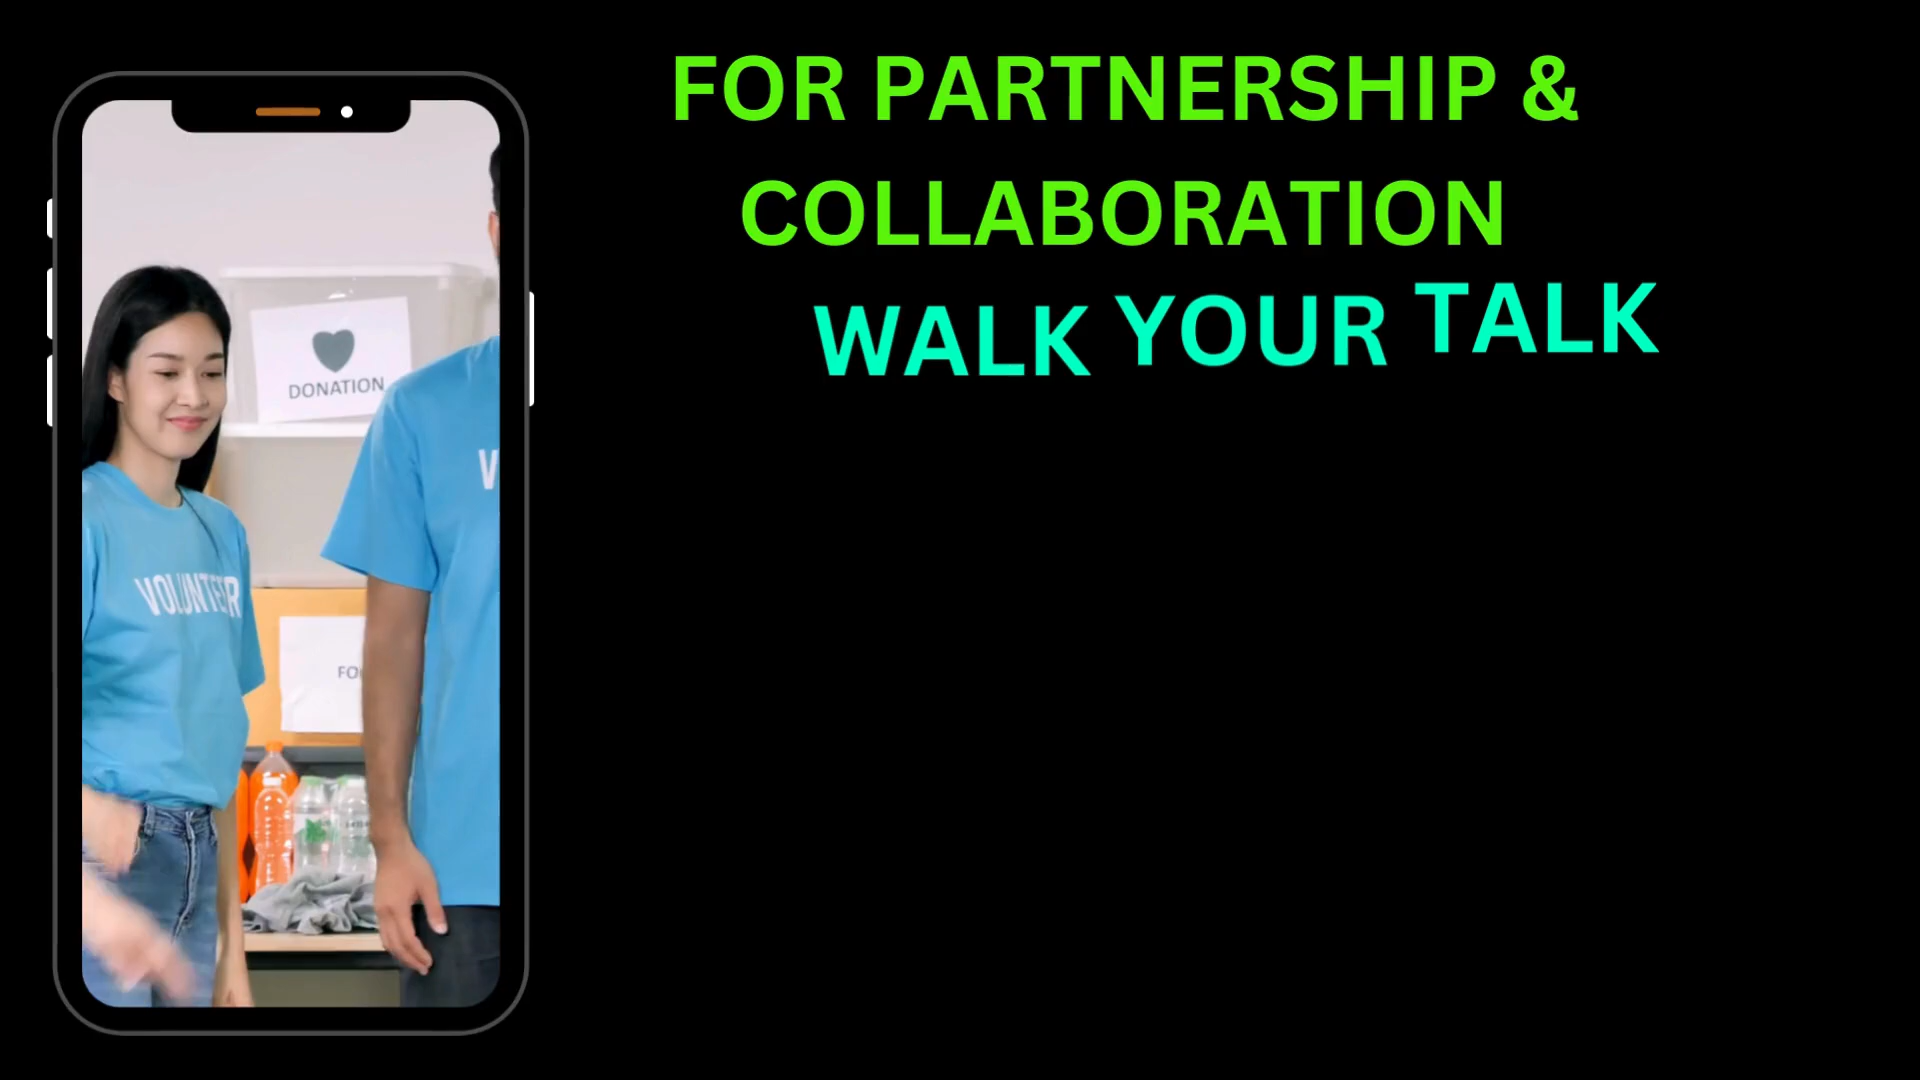 FOR PARTNERSHIP &
COLLABORATION
WALK YOUR TALK
DONATION
VOLUNTEER